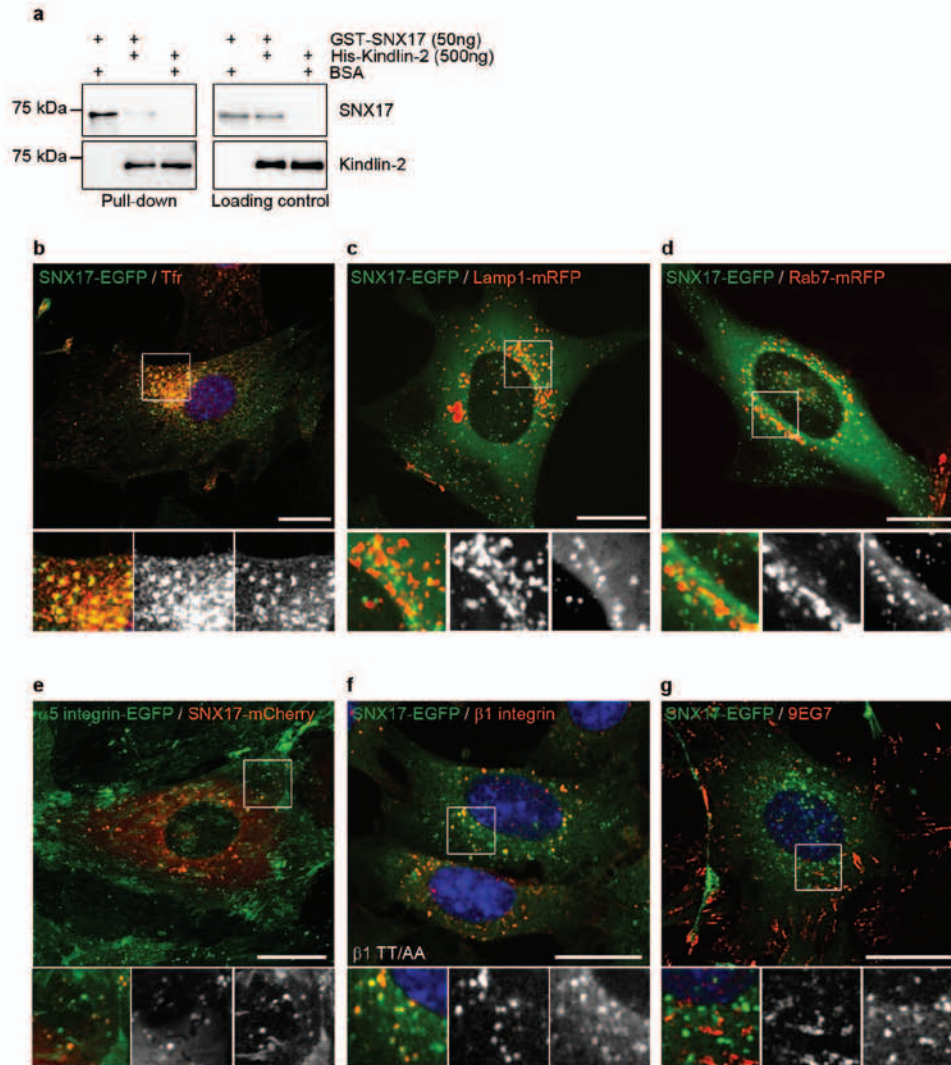 a
+ + + + GST-SNX17 (50ng)
+ + + + His-Kindlin-2 (500ng)
+ + + + BSA
75 kDa SNX17
75 kDa Kindlin-2
Pull-down Loading control
b c d
SNX17-EGFP / Tfr SNX17-EGFP / Lamp1-mRFP SNX17-EGFP / Rab7-mRFP
e f g
α5 integrin-EGFP / SNX17-mCherry SNX17-EGFP / β1 integrin SNX17-EGFP / 9EG7
β1 TT/AA